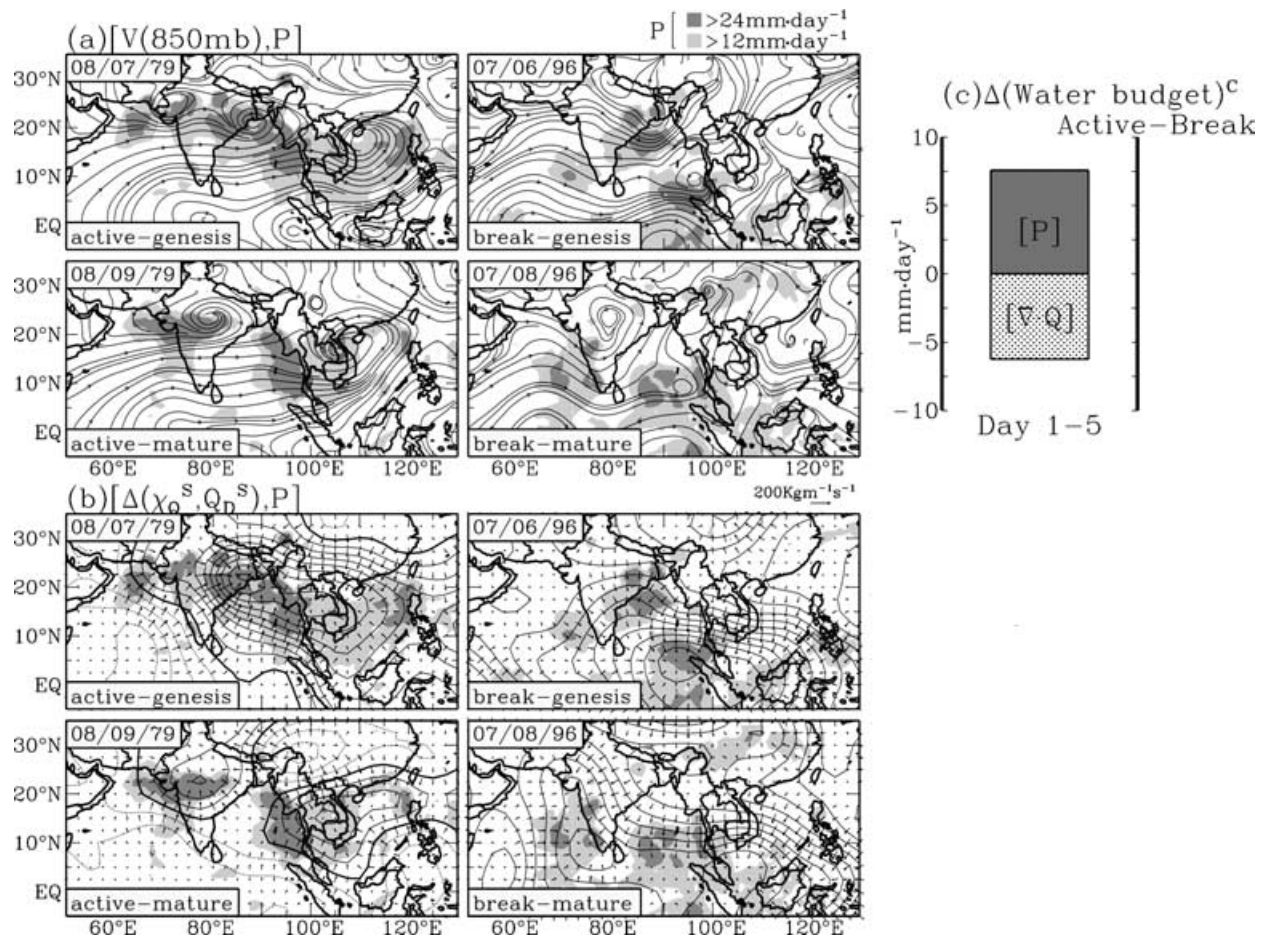 (a)[V(850mb),P]
P[ >24mm·day⁻¹
>12mm·day⁻¹
08/07/79
07/06/96
30°N
20°N
10°N
EQ
active-genesis
break-genesis
08/09/79
07/08/96
30°N
20°N
10°N
EQ
active-mature
break-mature
60°E 80°E 100°E 120°E 60°E 80°E 100°E 120°E
(b)[Δ(χ_Q^S,Q_D^S),P]
200Kgm⁻¹s⁻¹
08/07/79
07/06/96
30°N
20°N
10°N
EQ
active-genesis
break-genesis
08/09/79
07/08/96
30°N
20°N
10°N
EQ
active-mature
break-mature
60°E 80°E 100°E 120°E 60°E 80°E 100°E 120°E
(c)Δ(Water budget)^C
Active-Break
10
5
0
-5
-10
mm·day⁻¹
[P]
[∇ Q]
Day 1-5